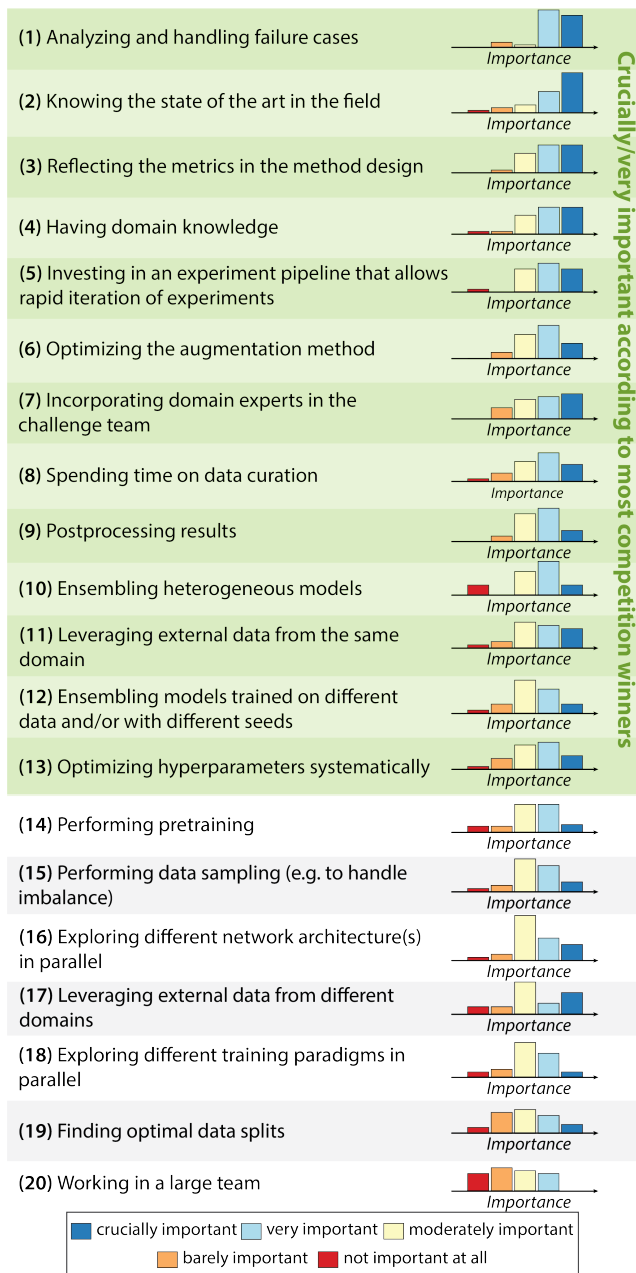 (1) Analyzing and handling failure cases
Importance
(2) Knowing the state of the art in the field
Importance
(3) Reflecting the metrics in the method design
Importance
(4) Having domain knowledge
Importance
(5) Investing in an experiment pipeline that allows
rapid iteration of experiments
Importance
(6) Optimizing the augmentation method
Importance
(7) Incorporating domain experts in the
challenge team
Importance
(8) Spending time on data curation
Importance
(9) Postprocessing results
Importance
(10) Ensembling heterogeneous models
Importance
(11) Leveraging external data from the same
domain
Importance
(12) Ensembling models trained on different
data and/or with different seeds
Importance
(13) Optimizing hyperparameters systematically
Importance
Crucially/very important according to most competition winners
(14) Performing pretraining
Importance
(15) Performing data sampling (e.g. to handle
imbalance)
Importance
(16) Exploring different network architecture(s)
in parallel
Importance
(17) Leveraging external data from different
domains
Importance
(18) Exploring different training paradigms in
parallel
Importance
(19) Finding optimal data splits
Importance
(20) Working in a large team
Importance
crucially important very important moderately important
barely important not important at all